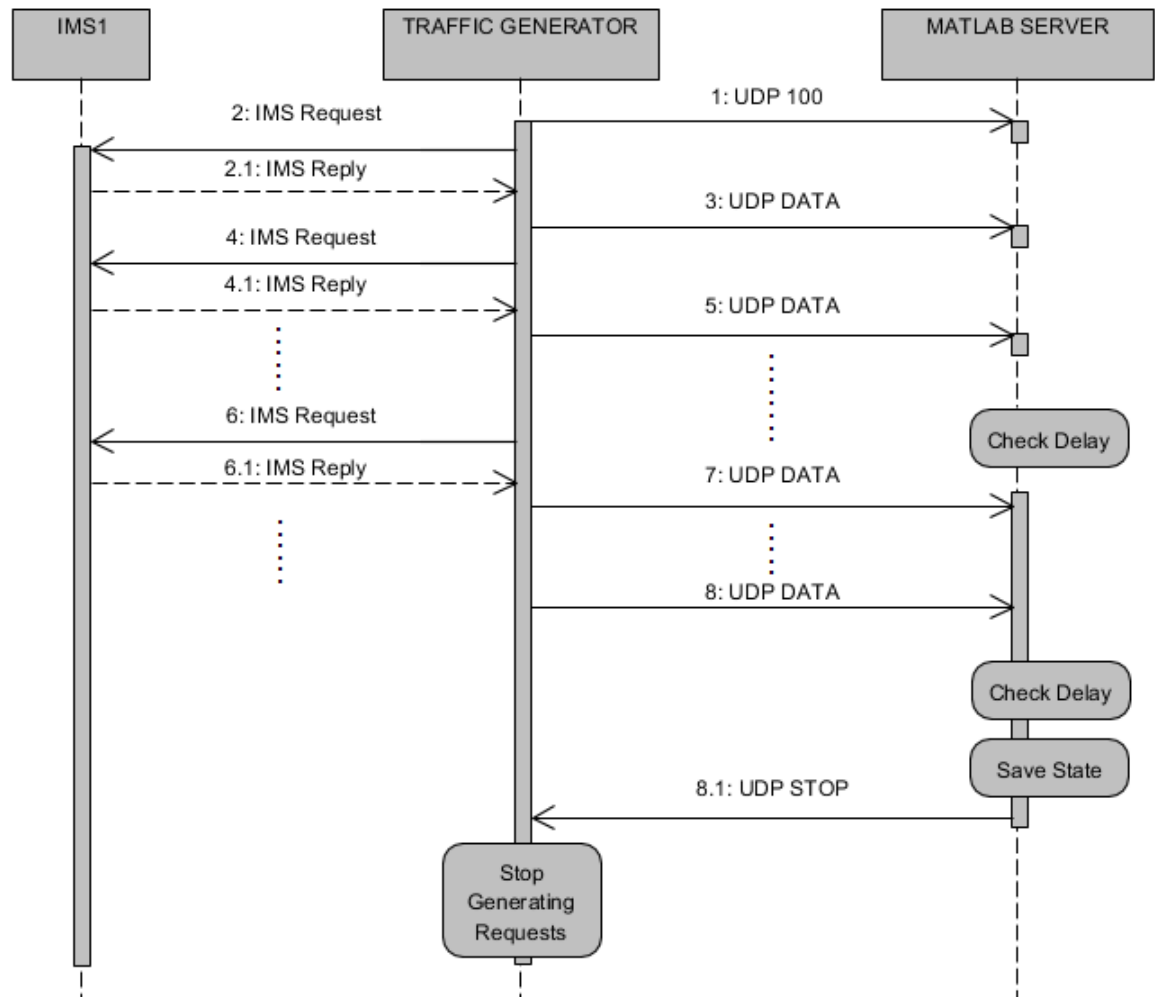 IMS1
TRAFFIC GENERATOR
MATLAB SERVER
1: UDP 100
2: IMS Request
2.1: IMS Reply
3: UDP DATA
4: IMS Request
4.1: IMS Reply
5: UDP DATA
6: IMS Request
Check Delay
6.1: IMS Reply
7: UDP DATA
8: UDP DATA
Check Delay
Save State
8.1: UDP STOP
Stop
Generating
Requests